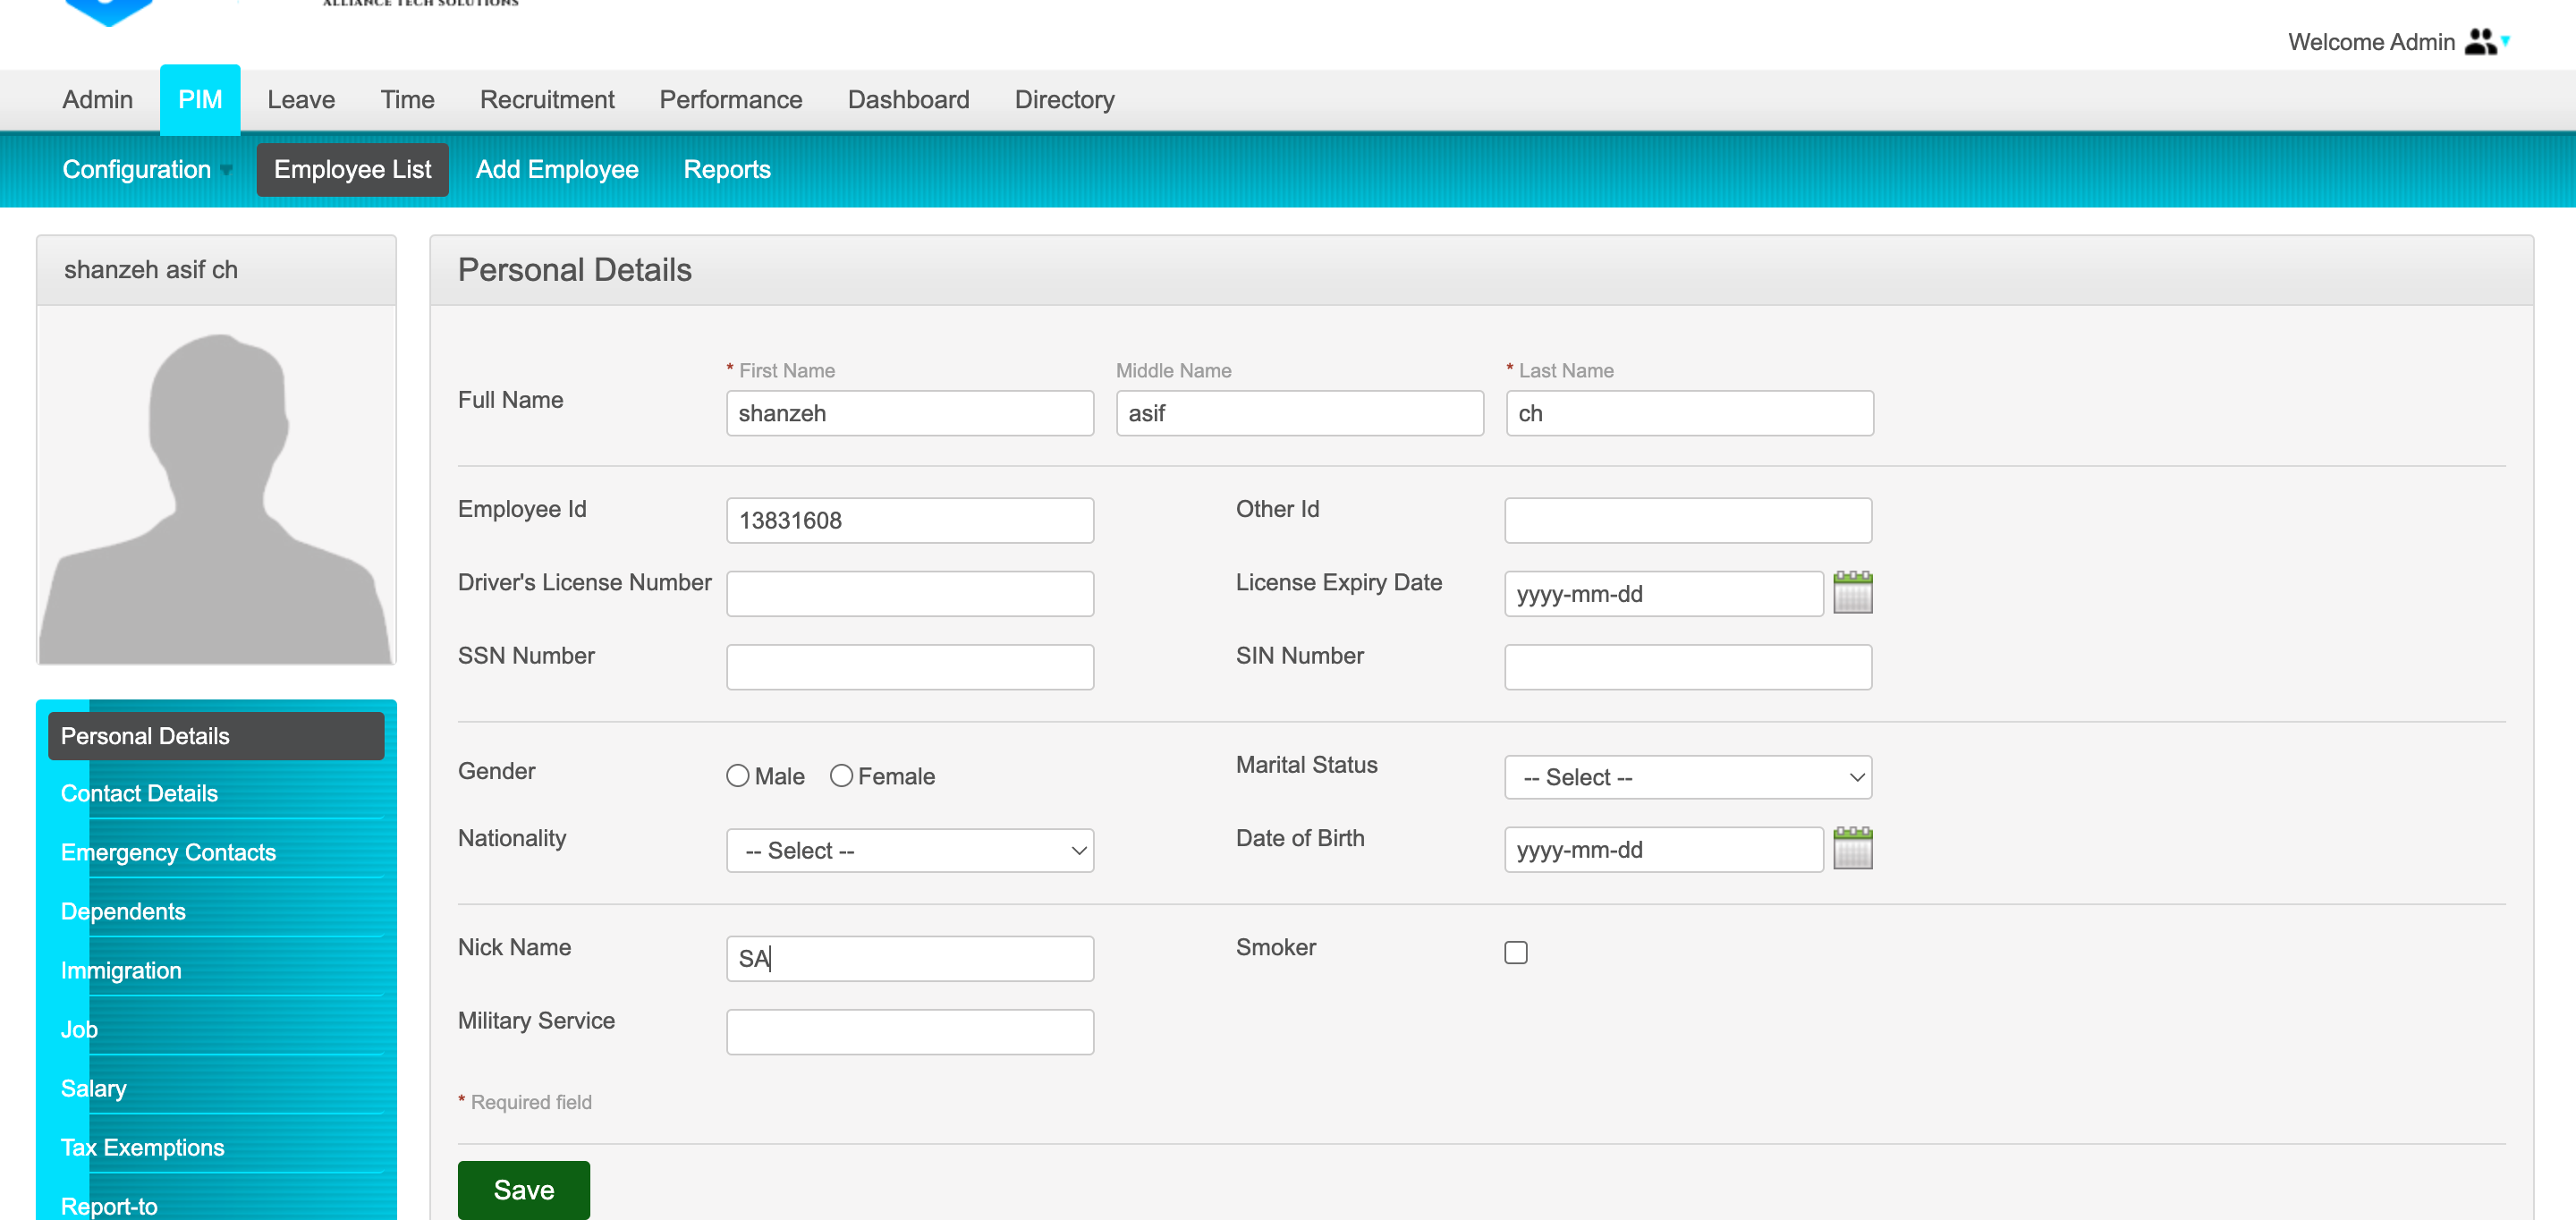 ALLIANCE TECH SOLUTIONS
Welcome Admin
Admin PIM Leave Time Recruitment Performance Dashboard Directory
Configuration Employee List Add Employee Reports
shanzeh asif ch
Personal Details
* First Name Middle Name * Last Name
Full Name shanzeh asif ch
Employee Id 13831608 Other Id
Driver's License Number License Expiry Date yyyy-mm-dd
SSN Number SIN Number
Gender Male Female Marital Status -- Select --
Nationality -- Select -- Date of Birth yyyy-mm-dd
Nick Name SA Smoker
Military Service
* Required field
Save
Personal Details
Contact Details
Emergency Contacts
Dependents
Immigration
Job
Salary
Tax Exemptions
Report-to